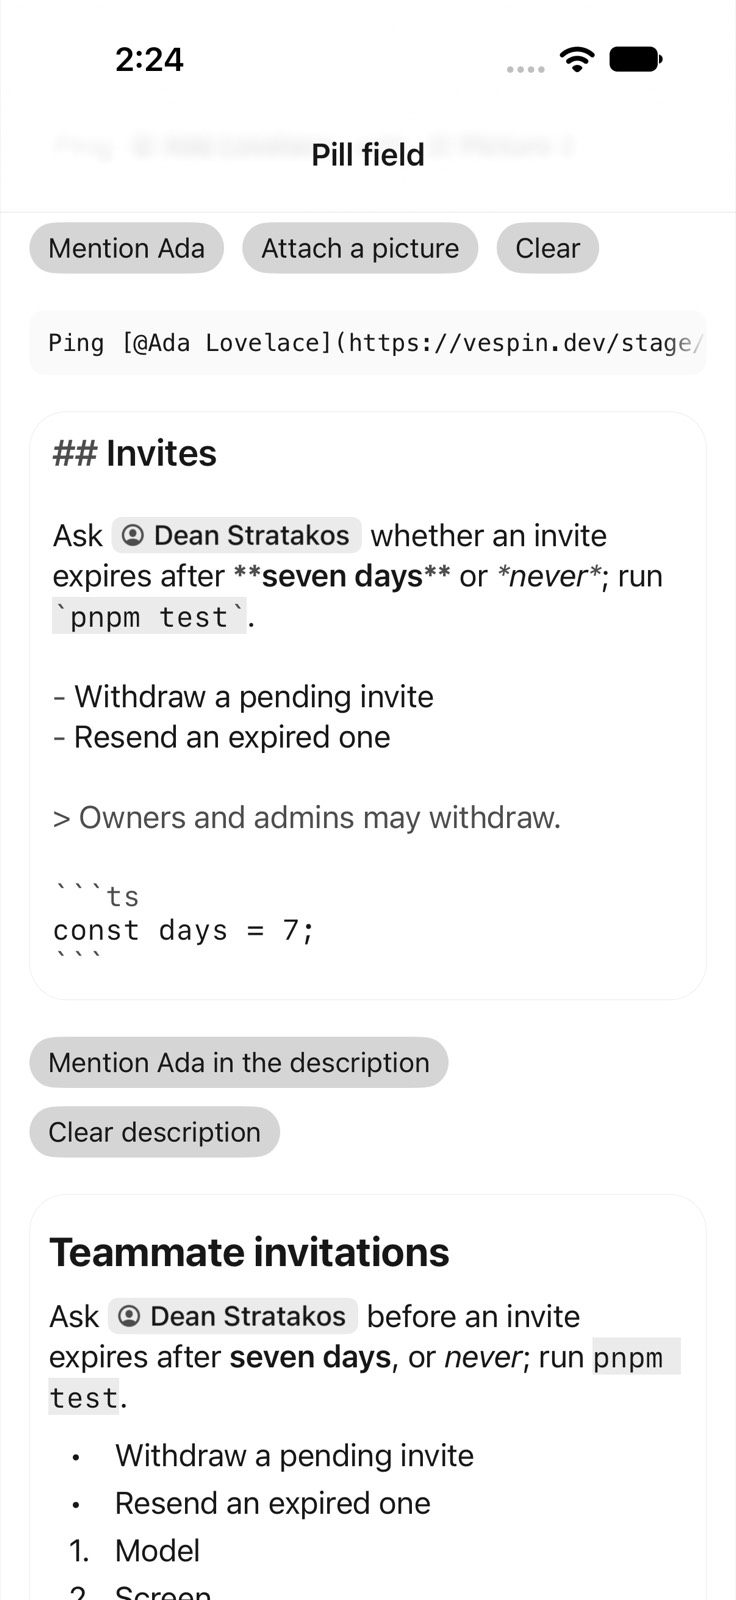 2:24
Pill field
Mention Ada
Attach a picture
Clear
Ping [@Ada Lovelace](https://vespin.dev/stage/
## Invites
Ask Dean Stratakos whether an invite
expires after **seven days** or *never*; run
`pnpm test`.
- Withdraw a pending invite
- Resend an expired one
> Owners and admins may withdraw.
```ts
const days = 7;
```
Mention Ada in the description
Clear description
Teammate invitations
Ask Dean Stratakos before an invite
expires after seven days, or never; run pnpm
test.
• Withdraw a pending invite
• Resend an expired one
1. Model
2. Screen